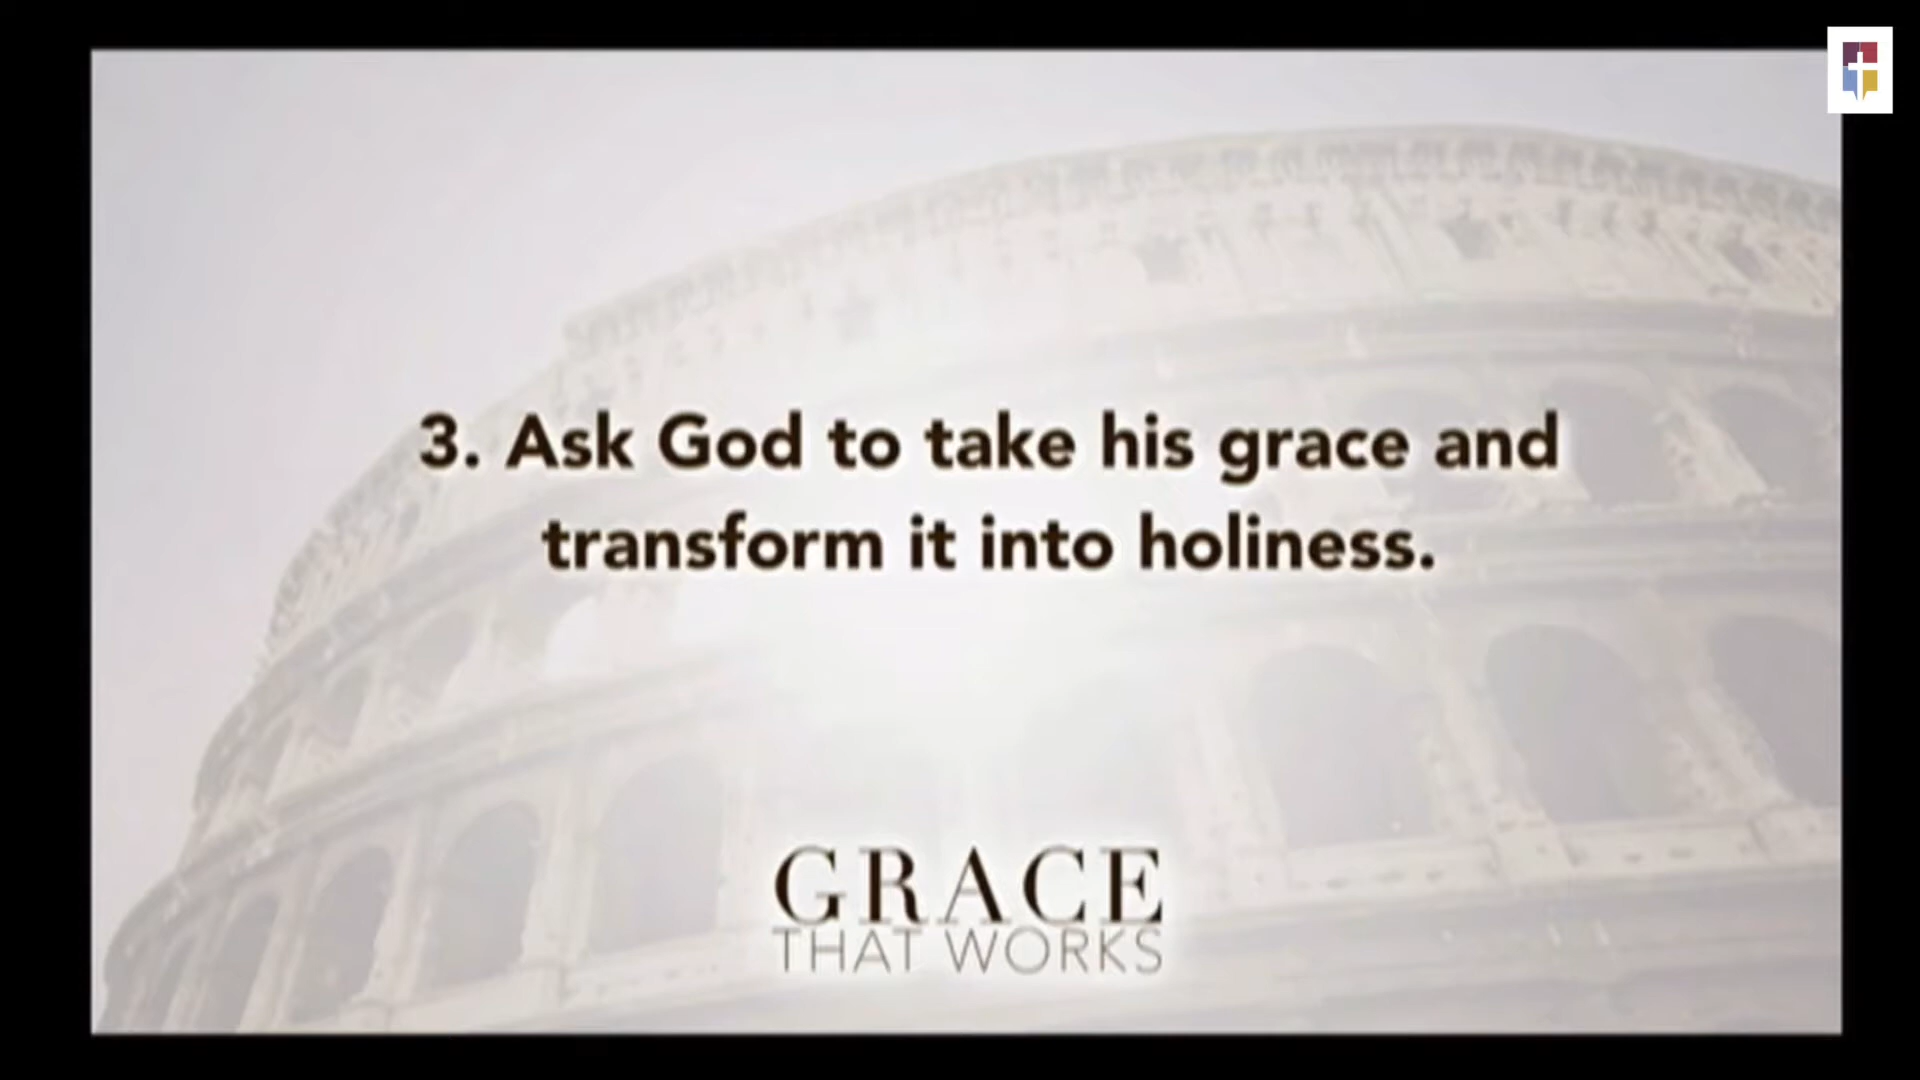 3. Ask God to take his grace and
transform it into holiness.
GRACE
THAT WORKS